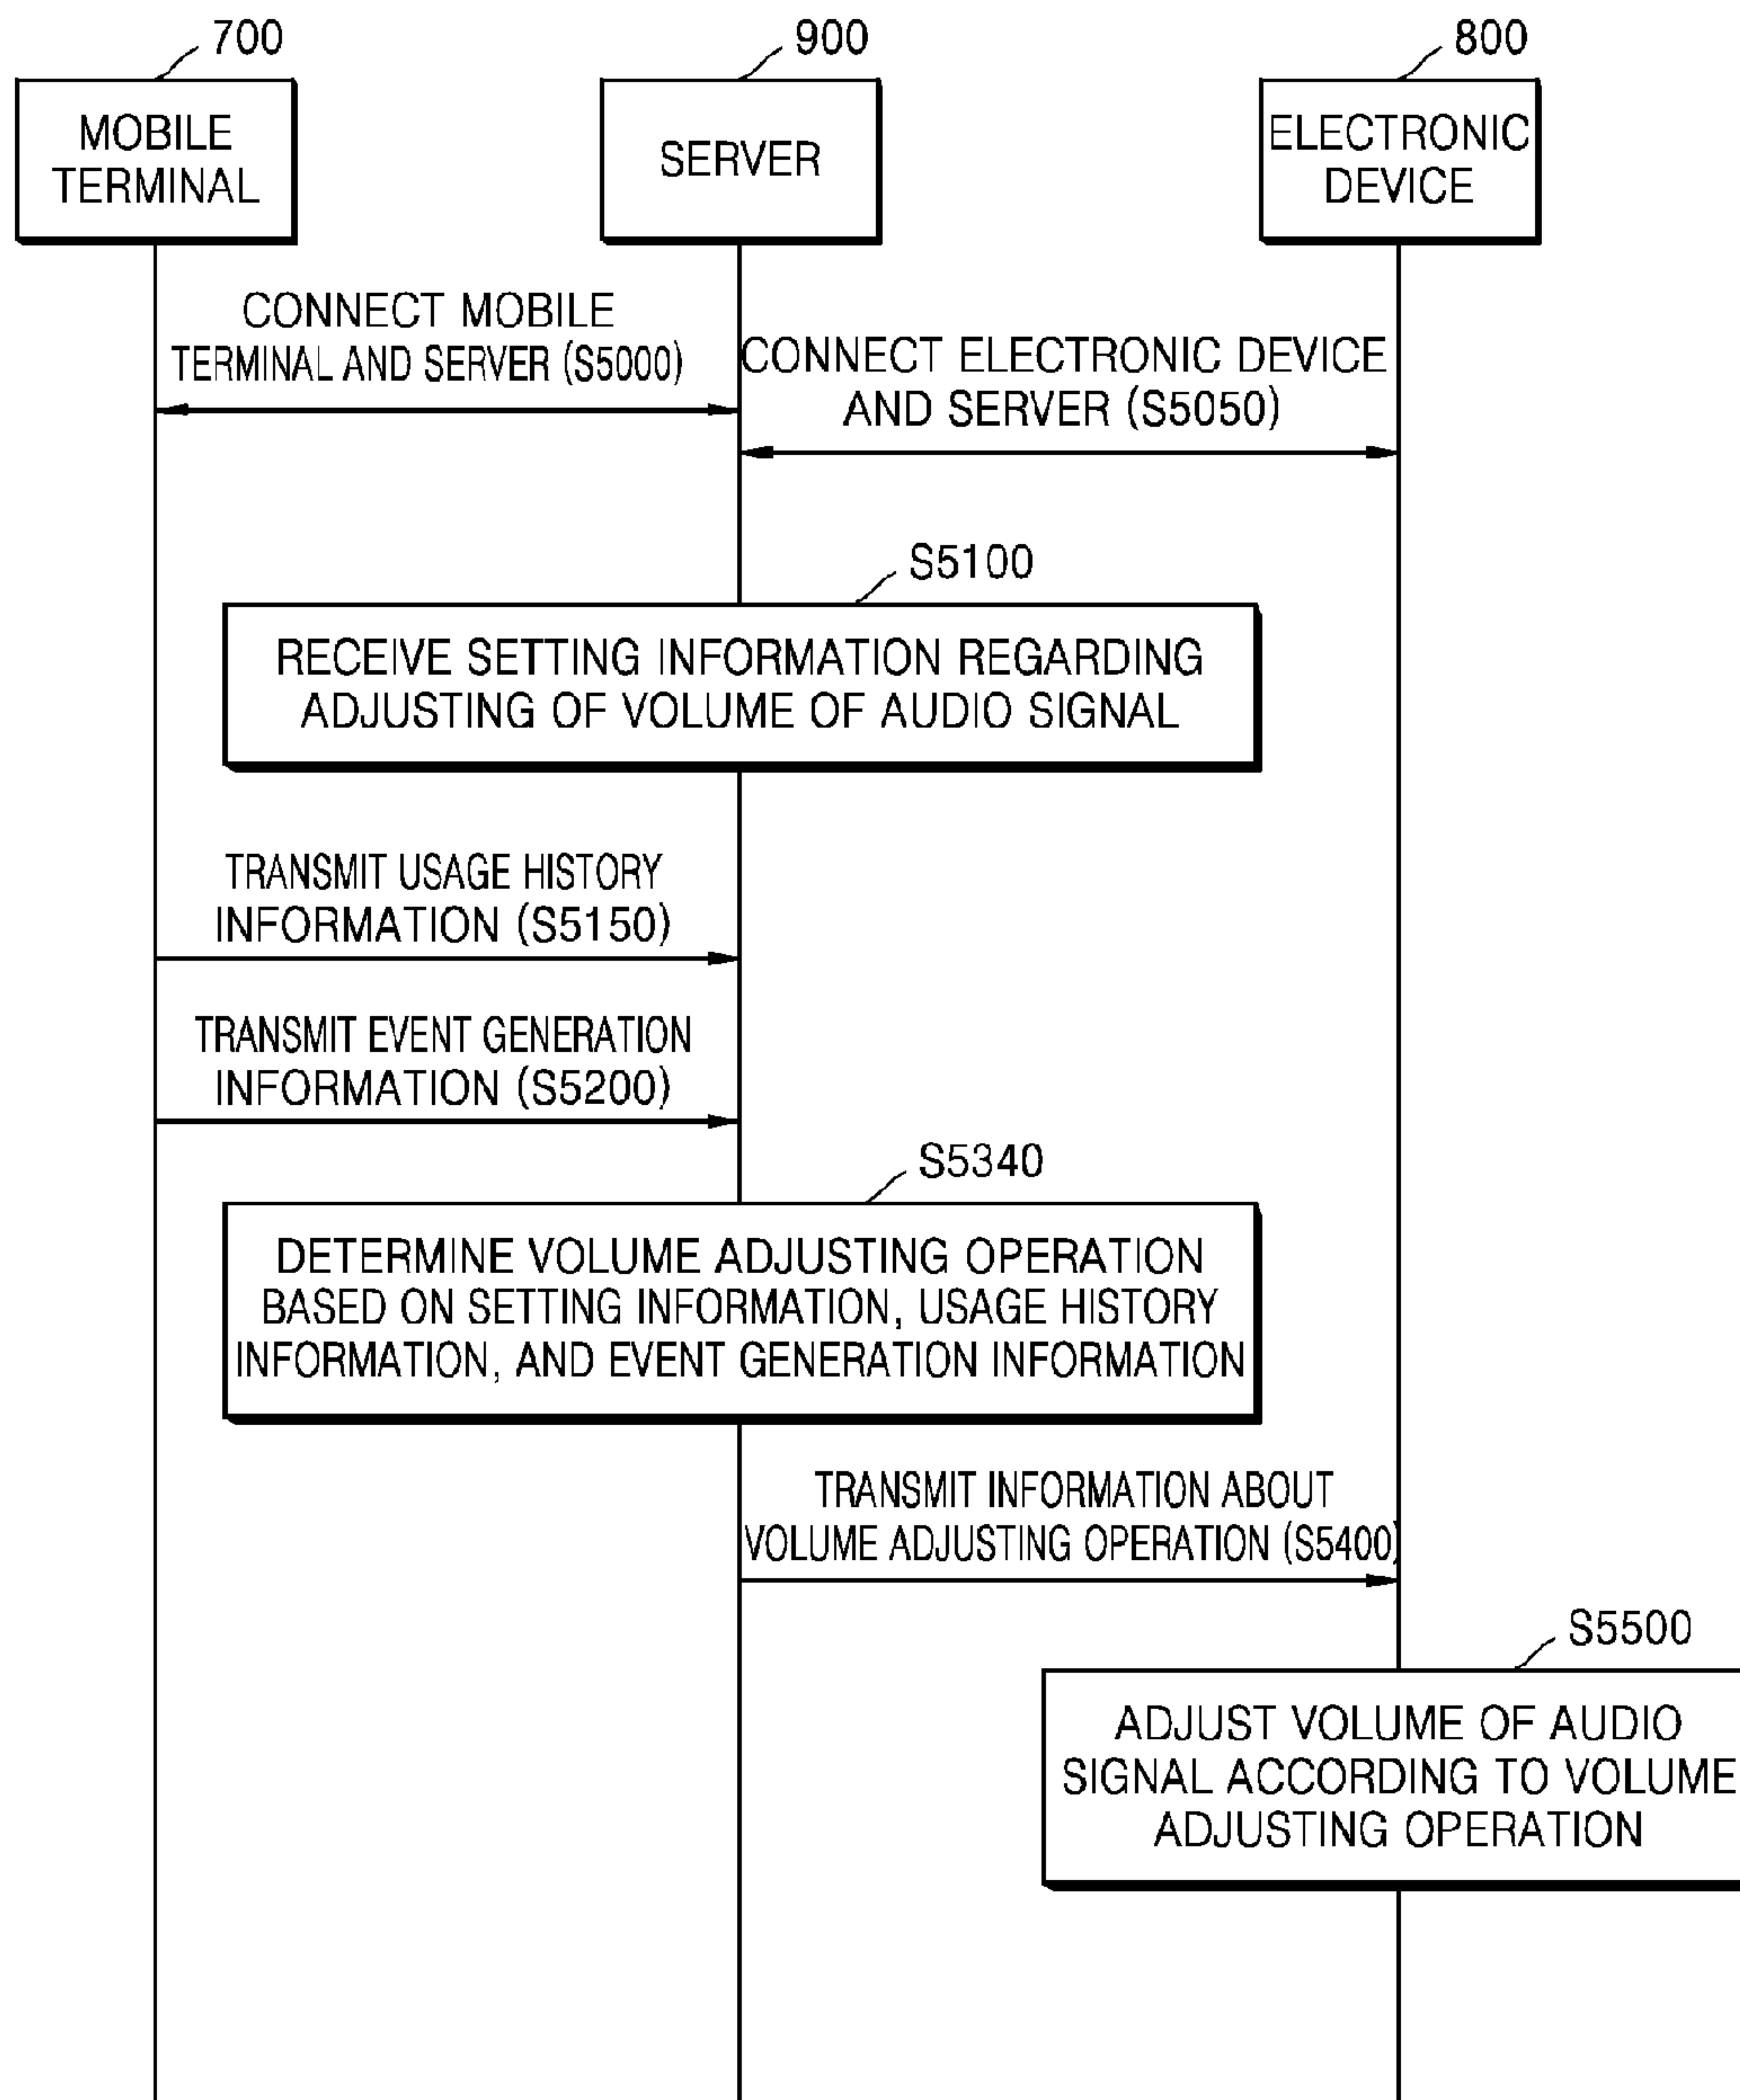 700
900
800
MOBILE
TERMINAL
SERVER
ELECTRONIC
DEVICE
CONNECT MOBILE
TERMINAL AND SERVER (S5000)
CONNECT ELECTRONIC DEVICE
AND SERVER (S5050)
S5100
RECEIVE SETTING INFORMATION REGARDING
ADJUSTING OF VOLUME OF AUDIO SIGNAL
TRANSMIT USAGE HISTORY
INFORMATION (S5150)
TRANSMIT EVENT GENERATION
INFORMATION (S5200)
S5340
DETERMINE VOLUME ADJUSTING OPERATION
BASED ON SETTING INFORMATION, USAGE HISTORY
INFORMATION, AND EVENT GENERATION INFORMATION
TRANSMIT INFORMATION ABOUT
VOLUME ADJUSTING OPERATION (S5400)
S5500
ADJUST VOLUME OF AUDIO
SIGNAL ACCORDING TO VOLUME
ADJUSTING OPERATION